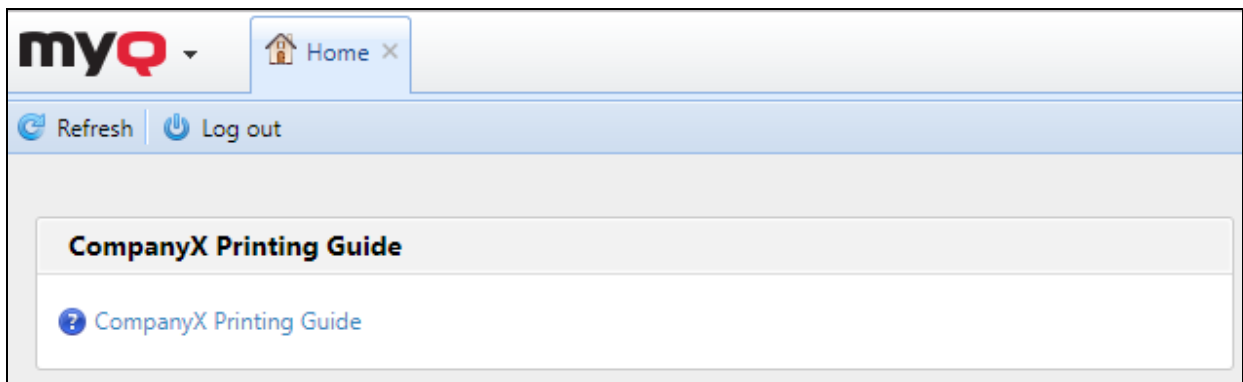 myQ
Home
Refresh Log out
CompanyX Printing Guide
CompanyX Printing Guide